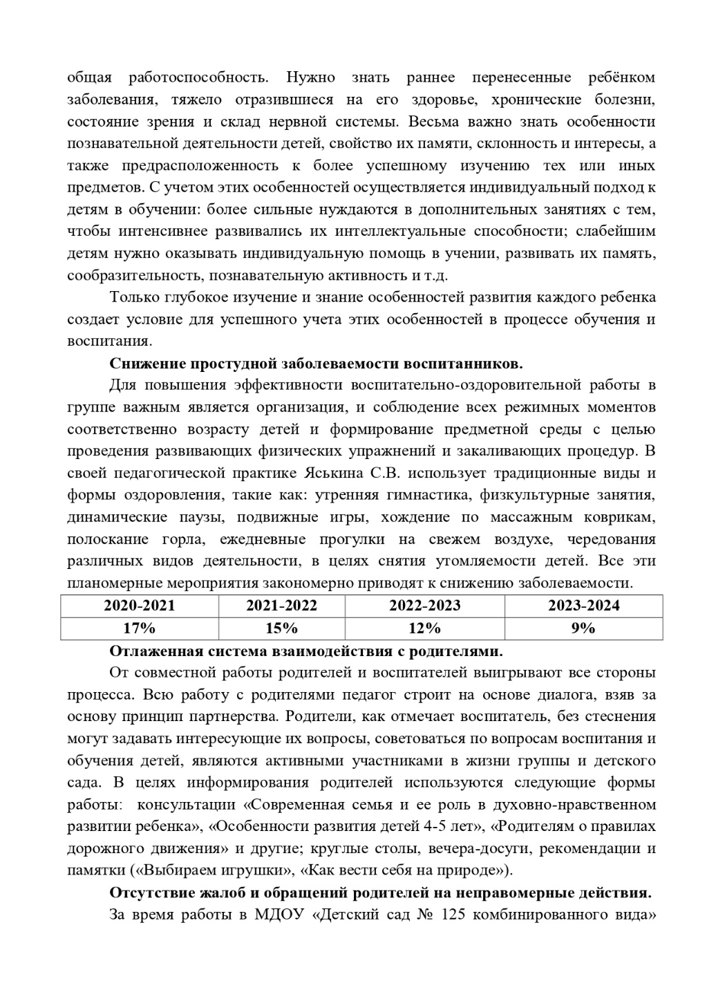 общая работоспособность. Нужно знать раннее перенесенные ребёнком
заболевания, тяжело отразившиеся на его здоровье, хронические болезни,
состояние зрения и склад нервной системы. Весьма важно знать особенности
познавательной деятельности детей, свойство их памяти, склонность и интересы, а
также предрасположенность к более успешному изучению тех или иных
предметов. С учетом этих особенностей осуществляется индивидуальный подход к
детям в обучении: более сильные нуждаются в дополнительных занятиях с тем,
чтобы интенсивнее развивались их интеллектуальные способности; слабейшим
детям нужно оказывать индивидуальную помощь в учении, развивать их память,
сообразительность, познавательную активность и т.д.
Только глубокое изучение и знание особенностей развития каждого ребенка
создает условие для успешного учета этих особенностей в процессе обучения и
воспитания.
Снижение простудной заболеваемости воспитанников.
Для повышения эффективности воспитательно-оздоровительной работы в
группе важным является организация, и соблюдение всех режимных моментов
соответственно возрасту детей и формирование предметной среды с целью
проведения развивающих физических упражнений и закаливающих процедур. В
своей педагогической практике Яськина С.В. использует традиционные виды и
формы оздоровления, такие как: утренняя гимнастика, физкультурные занятия,
динамические паузы, подвижные игры, хождение по массажным коврикам,
полоскание горла, ежедневные прогулки на свежем воздухе, чередования
различных видов деятельности, в целях снятия утомляемости детей. Все эти
планомерные мероприятия закономерно приводят к снижению заболеваемости.
2020-2021 2021-2022 2022-2023 2023-2024
17% 15% 12% 9%
Отлаженная система взаимодействия с родителями.
От совместной работы родителей и воспитателей выигрывают все стороны
процесса. Всю работу с родителями педагог строит на основе диалога, взяв за
основу принцип партнерства. Родители, как отмечает воспитатель, без стеснения
могут задавать интересующие их вопросы, советоваться по вопросам воспитания и
обучения детей, являются активными участниками в жизни группы и детского
сада. В целях информирования родителей используются следующие формы
работы: консультации «Современная семья и ее роль в духовно-нравственном
развитии ребенка», «Особенности развития детей 4-5 лет», «Родителям о правилах
дорожного движения» и другие; круглые столы, вечера-досуги, рекомендации и
памятки («Выбираем игрушки», «Как вести себя на природе»).
Отсутствие жалоб и обращений родителей на неправомерные действия.
За время работы в МДОУ «Детский сад № 125 комбинированного вида»